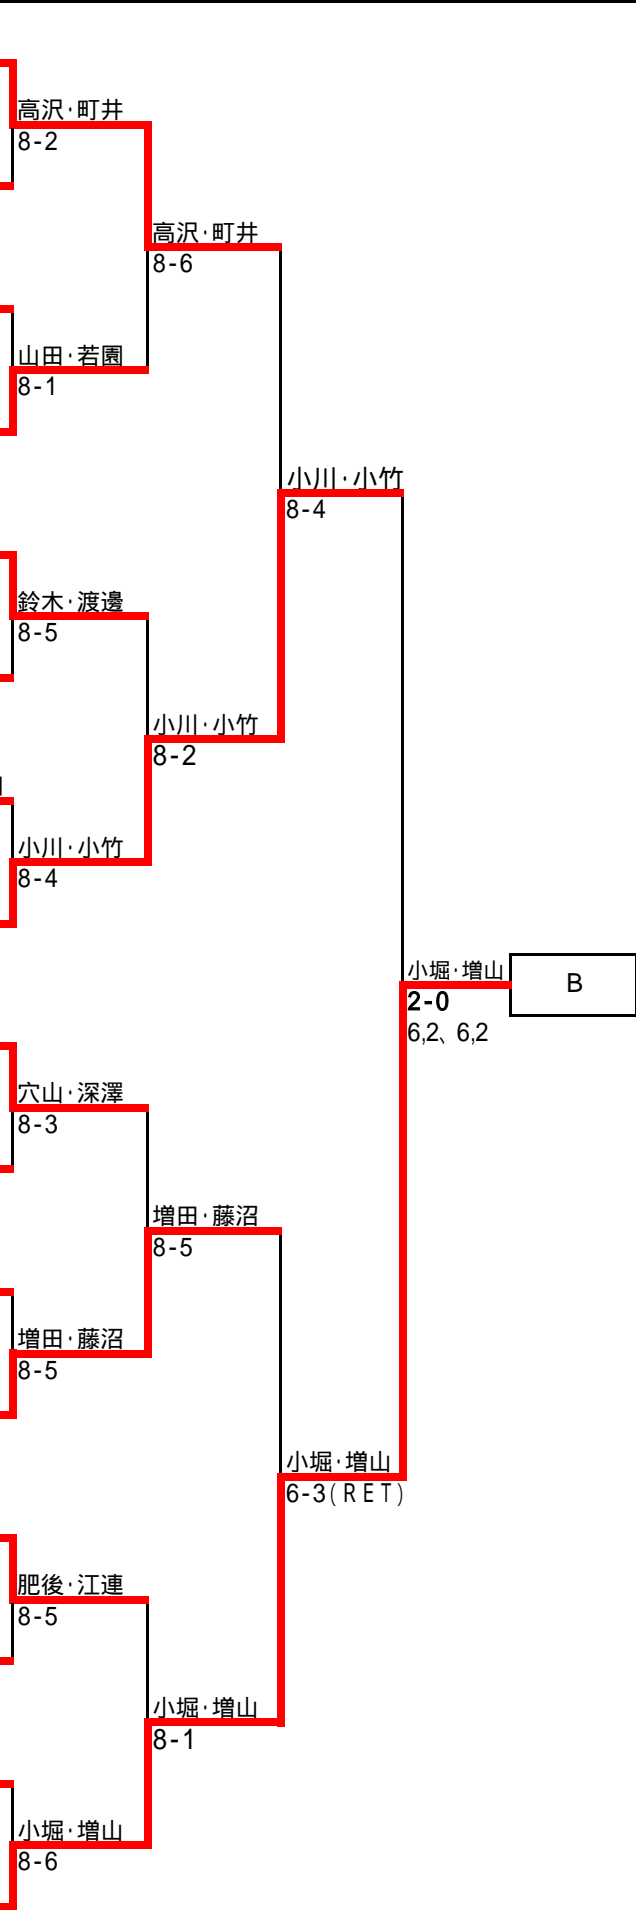 高沢・町井
8-2
高沢・町井
8-6
山田・若園
8-1
小川・小竹
8-4
鈴木・渡邊
8-5
小川・小竹
8-2
小川・小竹
8-4
小堀・増山
B
2-0
6,2、6,2
穴山・深澤
8-3
増田・藤沼
8-5
増田・藤沼
8-5
小堀・増山
6-3(RET)
肥後・江連
8-5
小堀・増山
8-1
小堀・増山
8-6